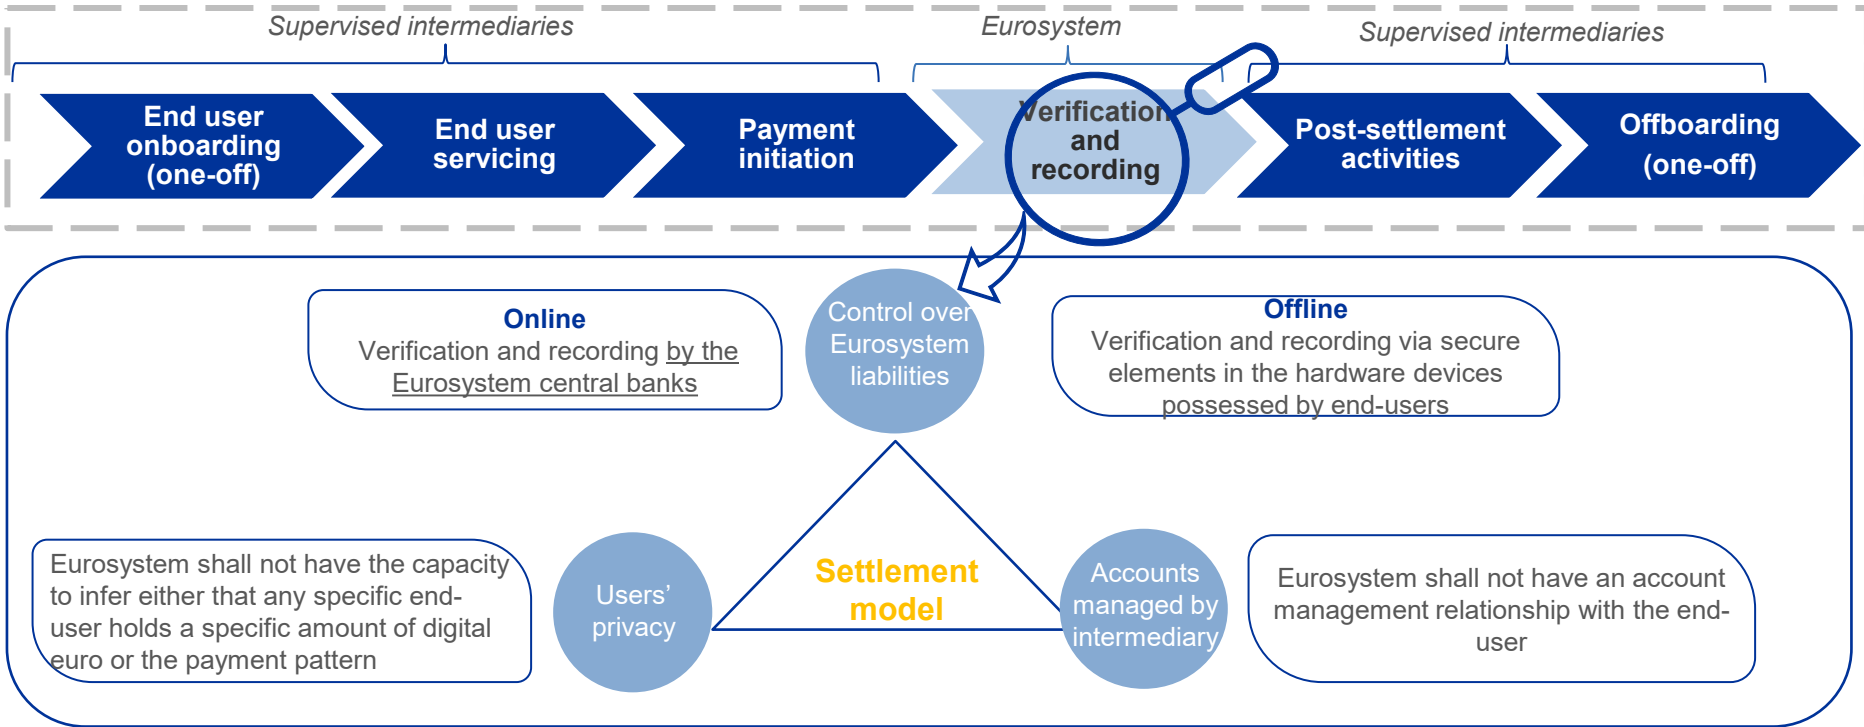 Supervised intermediaries
Eurosystem
Supervised intermediaries
End user
onboarding
(one-off)
End user
servicing
Payment
initiation
Verification
and
recording
Post-settlement
activities
Offboarding
(one-off)
Online
Verification and recording by the
Eurosystem central banks
Control over
Eurosystem
liabilities
Offline
Verification and recording via secure
elements in the hardware devices
possessed by end-users
Eurosystem shall not have the capacity
to infer either that any specific end-
user holds a specific amount of digital
euro or the payment pattern
Users’
privacy
Settlement
model
Accounts
managed by
intermediary
Eurosystem shall not have an account
management relationship with the end-
user